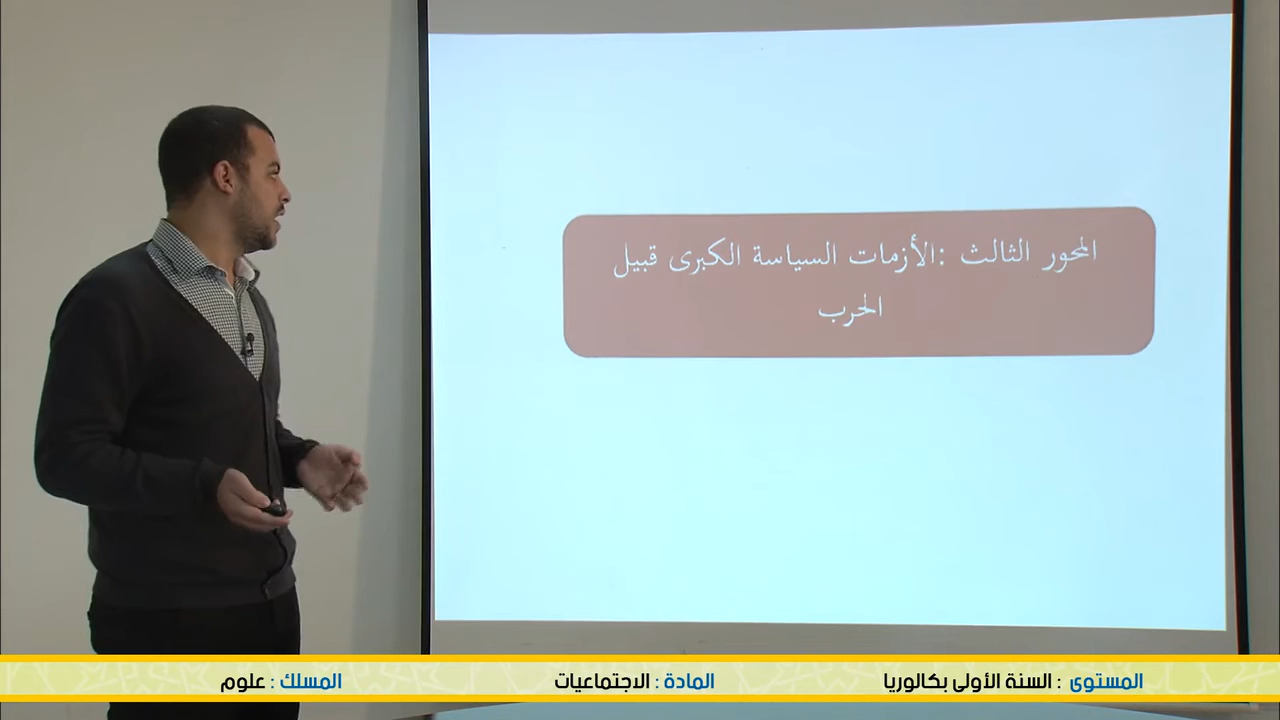 المحور الثالث :الأزمات السياسة الكبرى قبيل
الحرب
المستوى : السنة الأولى بكالوريا
المادة : الاجتماعيات
المسلك : علوم